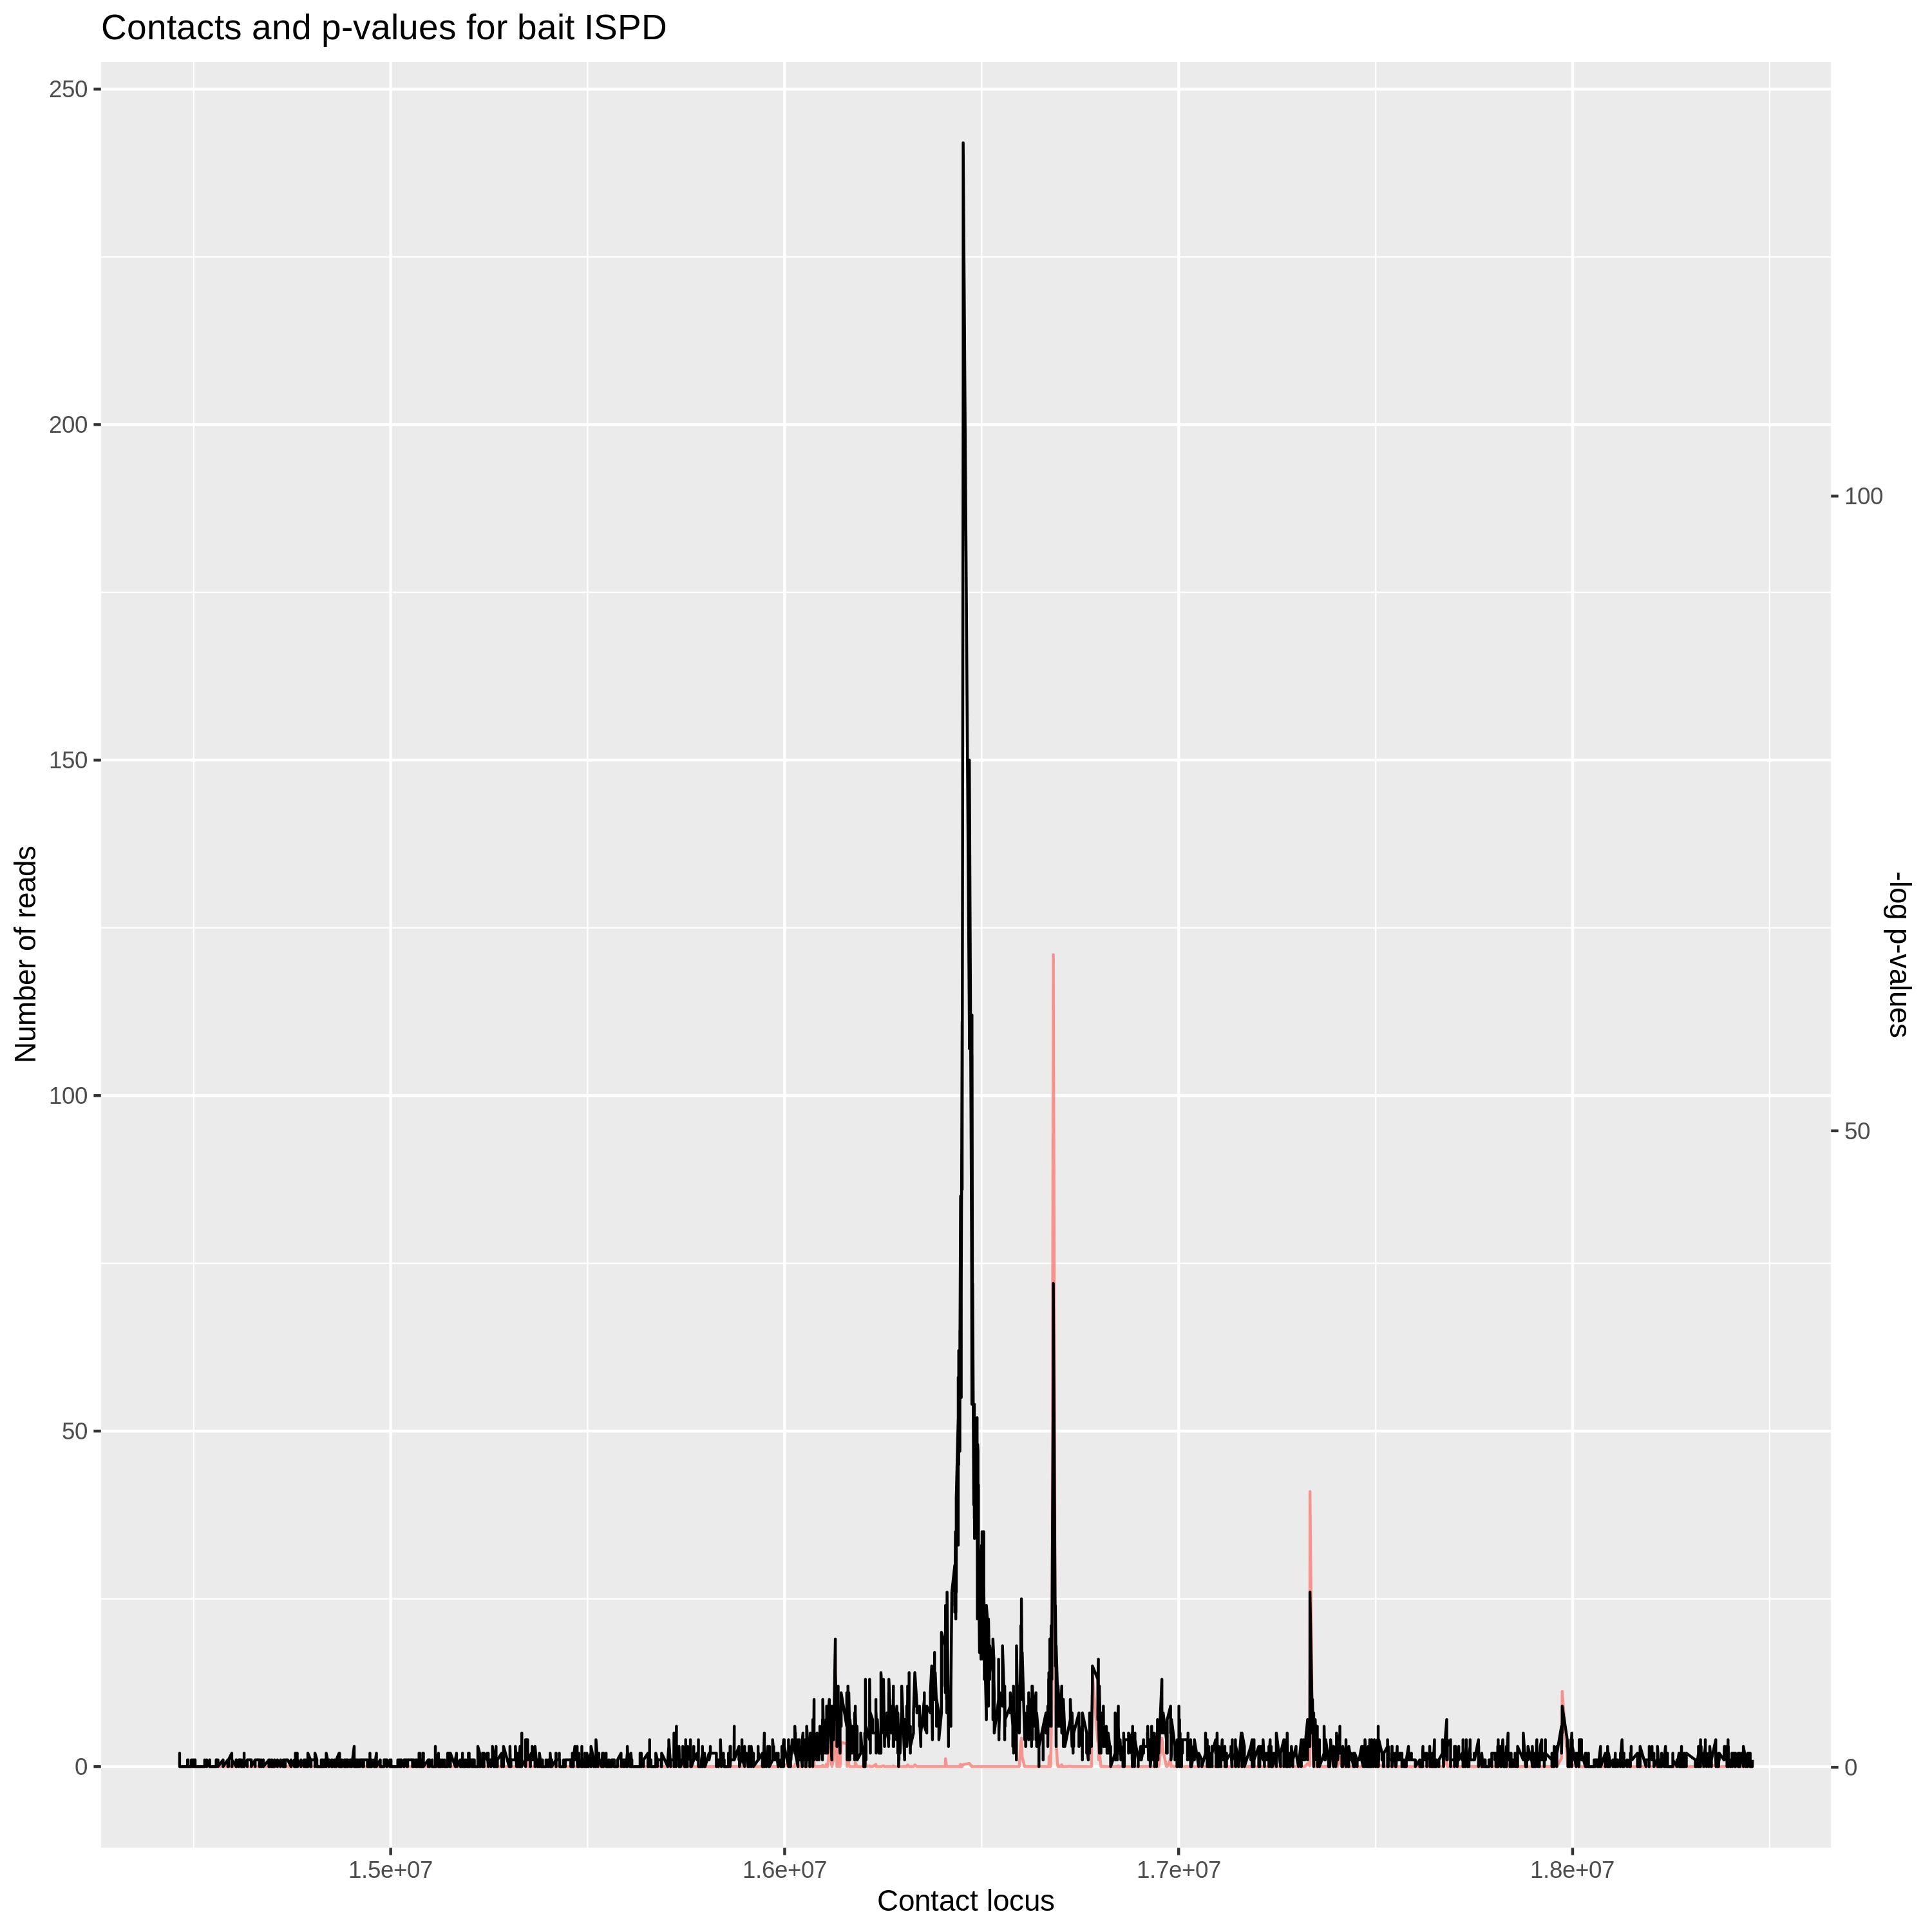 Contacts and p-values for bait ISPD
250
200
150
100
50
0
Number of reads
100
50
0
-log p-values
1.5e+07
1.6e+07
1.7e+07
1.8e+07
Contact locus